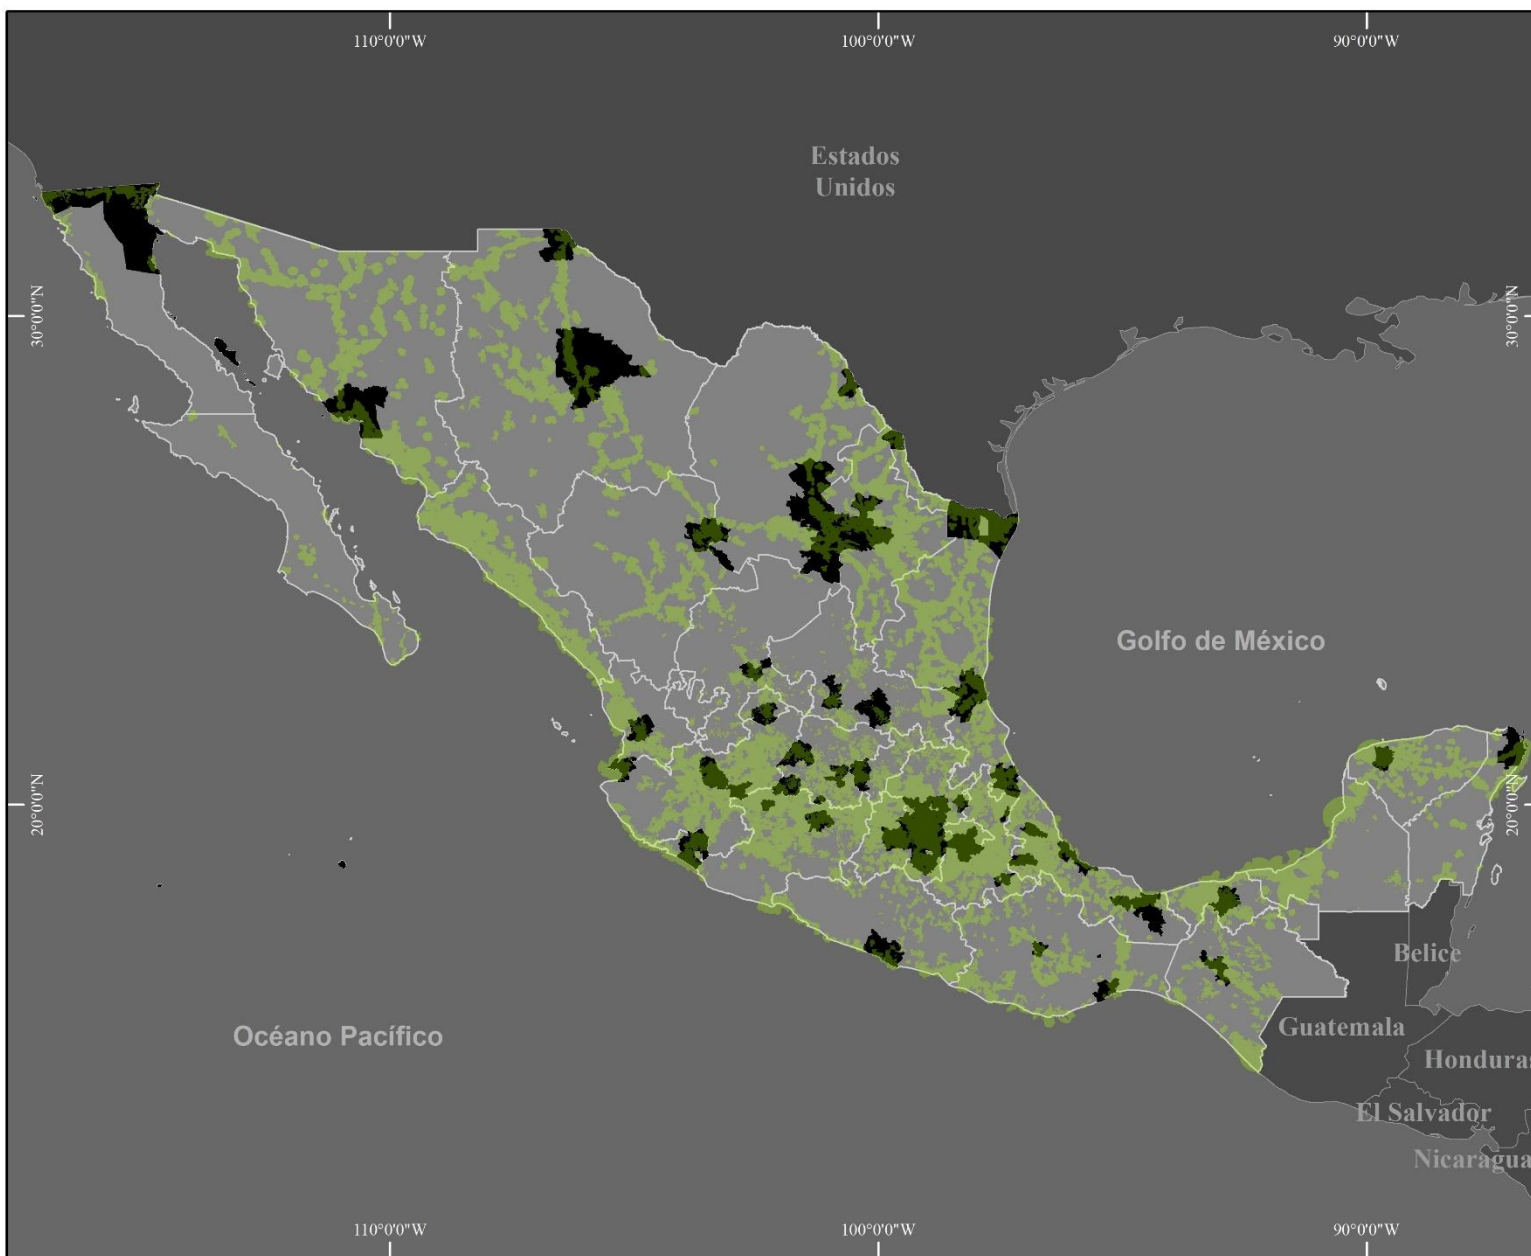 110°0'0"W
100°0'0"W
90°0'0"W
Estados
Unidos
30°0'0"N
30°0'0"N
Golfo de México
20°0'0"N
20°0'0"N
Belice
Océano Pacífico
Guatemala
Honduras
El Salvador
Nicaragua
110°0'0"W
100°0'0"W
90°0'0"W